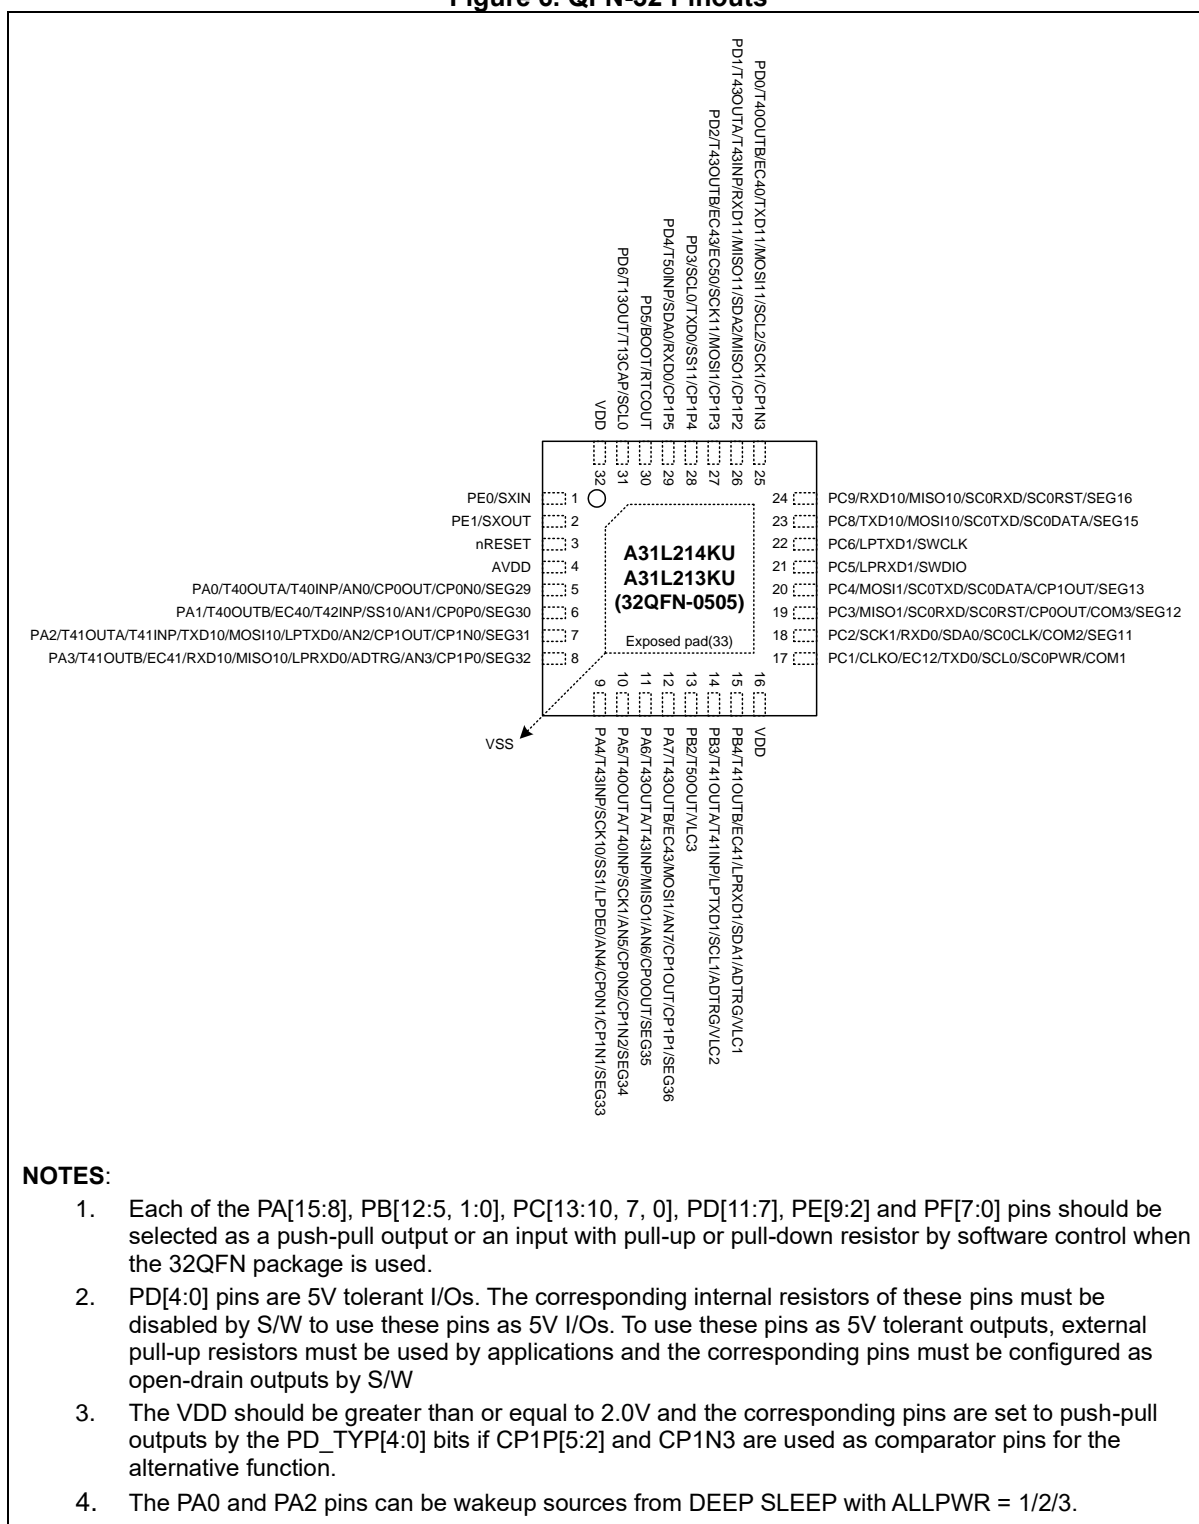 Figure 6. QFN-32 Pinouts
PD0/T40OUTB/EC40/TXD11/MOSI11/SCL2/SCK1/CP1N3
PD1/T43OUTA/T43INP/RXD11/MISO11/SDA2/MISO1/CP1P2
PD2/T43OUTB/EC43/EC50/SCK11/MOSI1/CP1P3
PD3/SCL0/TXD0/SS11/CP1P4
PD4/T50INP/SDA0/RXD0/CP1P5
PD5/BOOT/RTCOUT
PD6/T13OUT/T13CAP/SCL0
VDD
32 31 30 29 28 27 26 25
PE0/SXIN 1
PE1/SXOUT 2
nRESET 3
AVDD 4
PA0/T40OUTA/T40INP/AN0/CP0OUT/CP0N0/SEG29 5
PA1/T40OUTB/EC40/T42INP/SS10/AN1/CP0P0/SEG30 6
PA2/T41OUTA/T41INP/TXD10/MOSI10/LPTXD0/AN2/CP1OUT/CP1N0/SEG31 7
PA3/T41OUTB/EC41/RXD10/MISO10/LPRXD0/ADTRG/AN3/CP1P0/SEG32 8
A31L214KU
A31L213KU
(32QFN-0505)
Exposed pad(33)
24 PC9/RXD10/MISO10/SC0RXD/SC0RST/SEG16
23 PC8/TXD10/MOSI10/SC0TXD/SC0DATA/SEG15
22 PC6/LPTXD1/SWCLK
21 PC5/LPRXD1/SWDIO
20 PC4/MOSI1/SC0TXD/SC0DATA/CP1OUT/SEG13
19 PC3/MISO1/SC0RXD/SC0RST/CP0OUT/COM3/SEG12
18 PC2/SCK1/RXD0/SDA0/SC0CLK/COM2/SEG11
17 PC1/CLKO/EC12/TXD0/SCL0/SC0PWR/COM1
9 10 11 12 13 14 15 16
VSS
PA4/T43INP/SCK10/SS1/LPDE0/AN4/CP0N1/CP1N1/SEG33
PA5/T40OUTA/T40INP/SCK1/AN5/CP0N2/CP1N2/SEG34
PA6/T43OUTA/T43INP/MISO1/AN6/CP0OUT/SEG35
PA7/T43OUTB/EC43/MOSI1/AN7/CP1OUT/CP1P1/SEG36
PB2/T50OUT/VLC3
PB3/T41OUTA/T41INP/LPTXD1/SCL1/ADTRG/VLC2
PB4/T41OUTB/EC41/LPRXD1/SDA1/ADTRG/VLC1
VDD
NOTES:
1. Each of the PA[15:8], PB[12:5, 1:0], PC[13:10, 7, 0], PD[11:7], PE[9:2] and PF[7:0] pins should be
selected as a push-pull output or an input with pull-up or pull-down resistor by software control when
the 32QFN package is used.
2. PD[4:0] pins are 5V tolerant I/Os. The corresponding internal resistors of these pins must be
disabled by S/W to use these pins as 5V I/Os. To use these pins as 5V tolerant outputs, external
pull-up resistors must be used by applications and the corresponding pins must be configured as
open-drain outputs by S/W
3. The VDD should be greater than or equal to 2.0V and the corresponding pins are set to push-pull
outputs by the PD_TYP[4:0] bits if CP1P[5:2] and CP1N3 are used as comparator pins for the
alternative function.
4. The PA0 and PA2 pins can be wakeup sources from DEEP SLEEP with ALLPWR = 1/2/3.